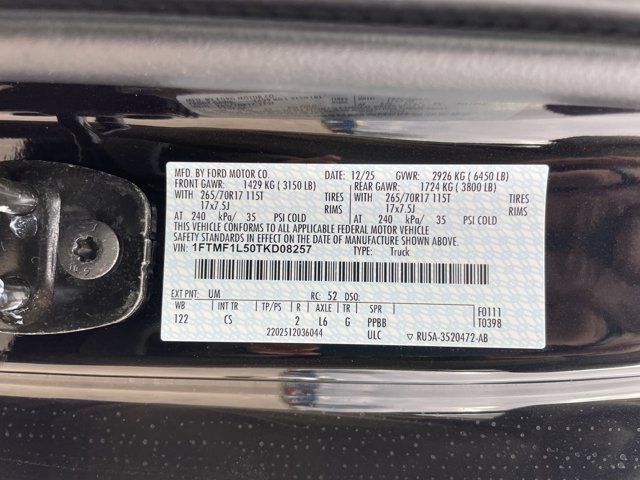 MFD. BY FORD MOTOR CO. DATE: 12/25 GVWR: 2926 KG ( 6450 LB)
FRONT GAWR: 1429 KG ( 3150 LB) REAR GAWR: 1724 KG ( 3800 LB)
WITH 265/70R17 115T TIRES WITH 265/70R17 115T TIRES
17x7.5J RIMS 17x7.5J RIMS
AT 240 kPa/ 35 PSI COLD AT 240 kPa/ 35 PSI COLD
THIS VEHICLE CONFORMS TO ALL APPLICABLE FEDERAL MOTOR VEHICLE
SAFETY STANDARDS IN EFFECT ON THE DATE OF MANUFACTURE SHOWN ABOVE.
VIN: 1FTMF1L50TKD08257 TYPE: Truck
EXT PNT: UM RC: 52 DSO:
WB INT TR TP/PS R AXLE TR SPR F0111
122 CS 2 L6 G PPBB T0398
2202512036044 ULC RU5A-3520472-AB